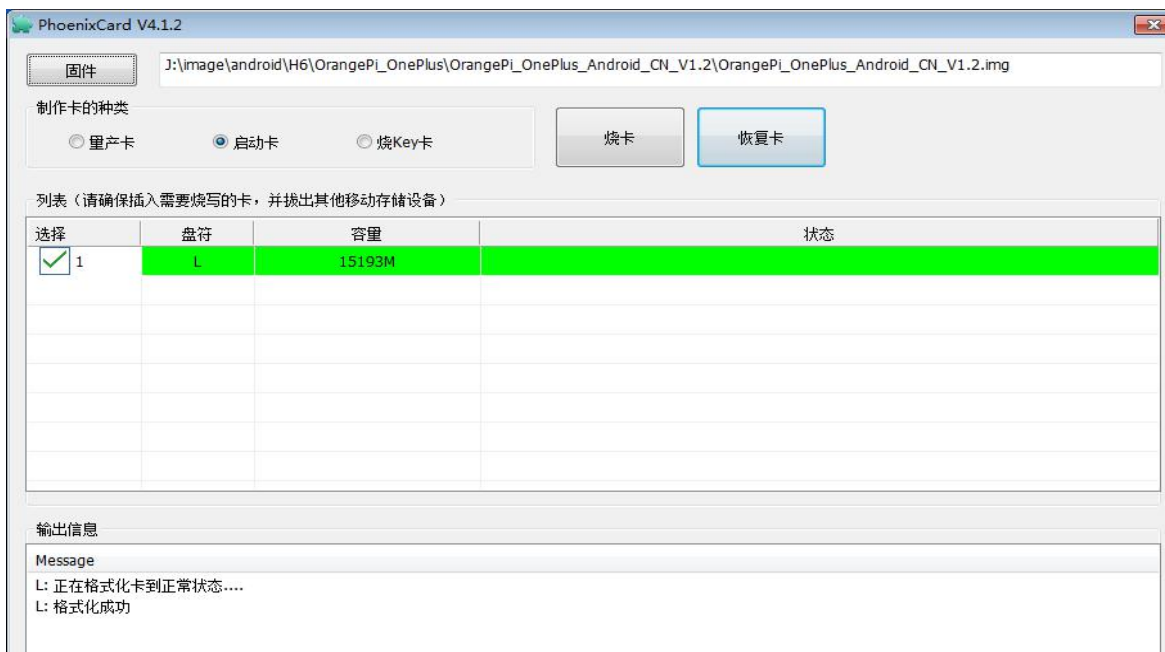 PhoenixCard V4.1.2
固件 J:\image\android\H6\OrangePi_OnePlus\OrangePi_OnePlus_Android_CN_V1.2\OrangePi_OnePlus_Android_CN_V1.2.img
制作卡的种类
量产卡 启动卡 烧Key卡 烧卡 恢复卡
列表（请确保插入需要烧写的卡，并拔出其他移动存储设备）
选择 盘符 容量 状态
1 L 15193M
输出信息
Message
L: 正在格式化卡到正常状态....
L: 格式化成功